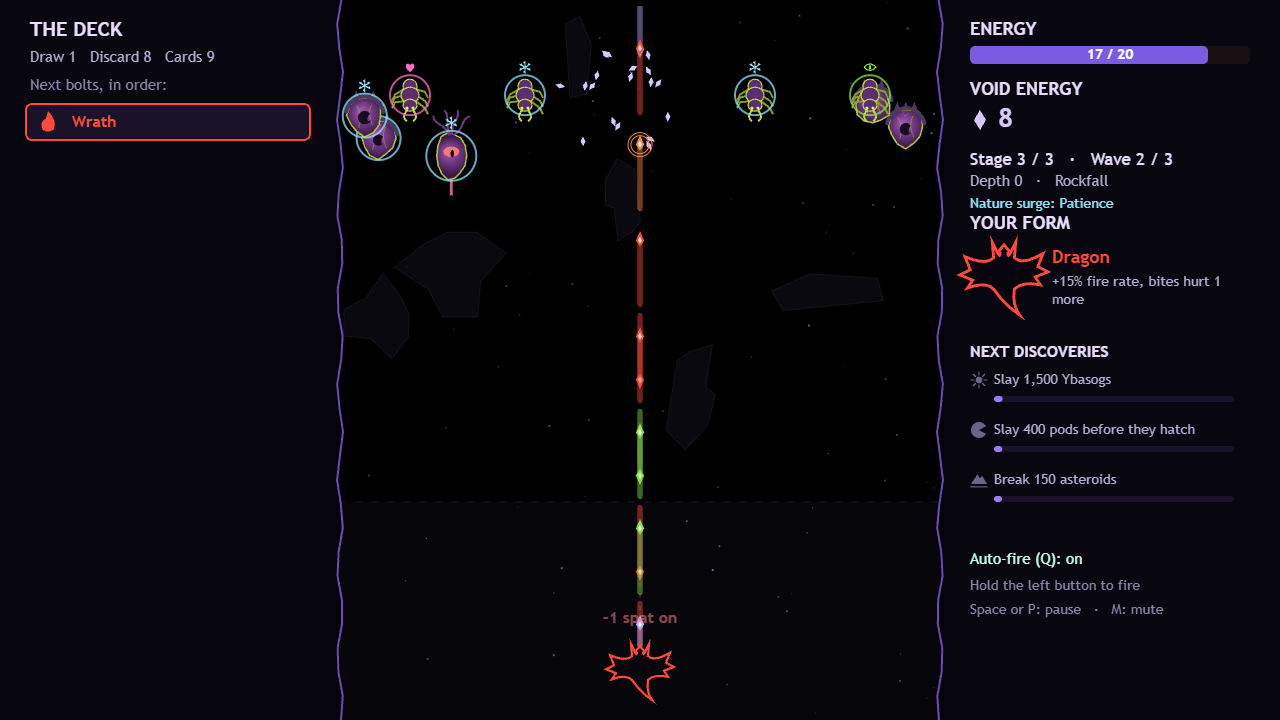 THE DECK
Draw 1 Discard 8 Cards 9
Next bolts, in order:
Wrath
-1 spat on
ENERGY
17 / 20
VOID ENERGY
8
Stage 3 / 3 · Wave 2 / 3
Depth 0 · Rockfall
Nature surge: Patience
YOUR FORM
Dragon
+15% fire rate, bites hurt 1
more
NEXT DISCOVERIES
Slay 1,500 Ybasogs
Slay 400 pods before they hatch
Break 150 asteroids
Auto-fire (Q): on
Hold the left button to fire
Space or P: pause · M: mute